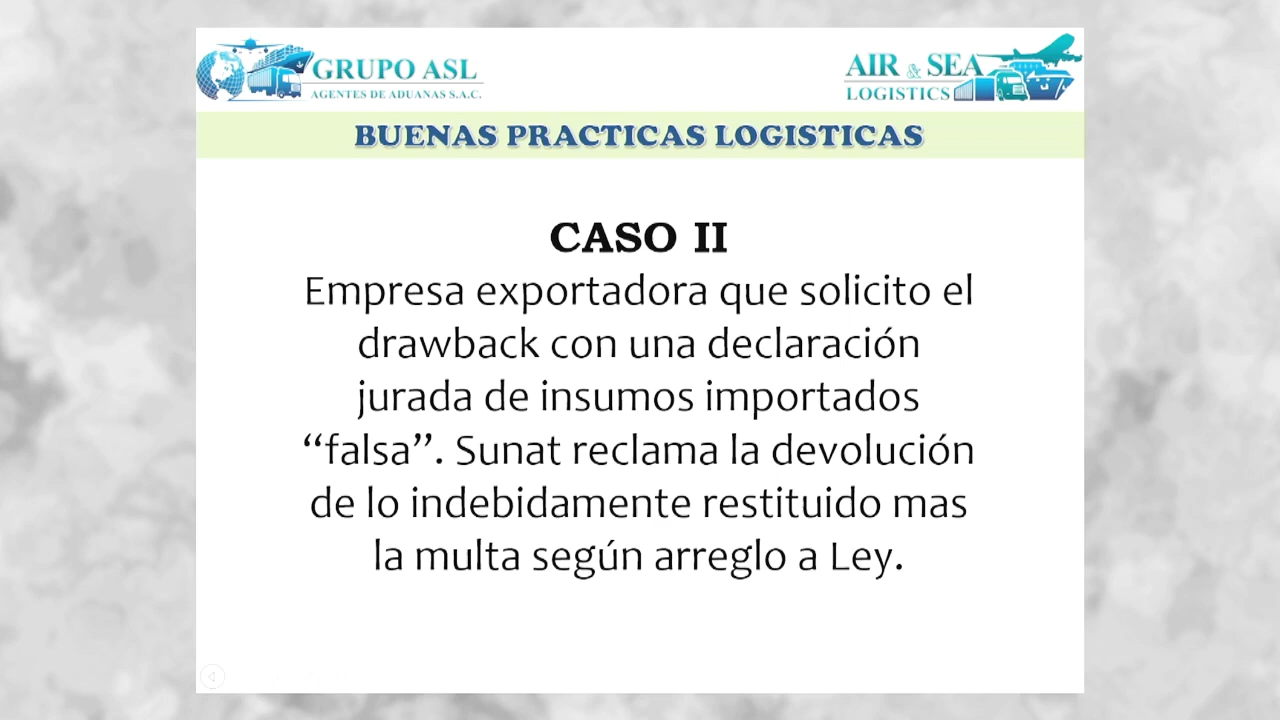 GRUPO ASL
AGENTES DE ADUANAS S.A.C.
AIR & SEA
LOGISTICS
BUENAS PRACTICAS LOGISTICAS
CASO II
Empresa exportadora que solicito el
drawback con una declaración
jurada de insumos importados
“falsa”. Sunat reclama la devolución
de lo indebidamente restituido mas
la multa según arreglo a Ley.